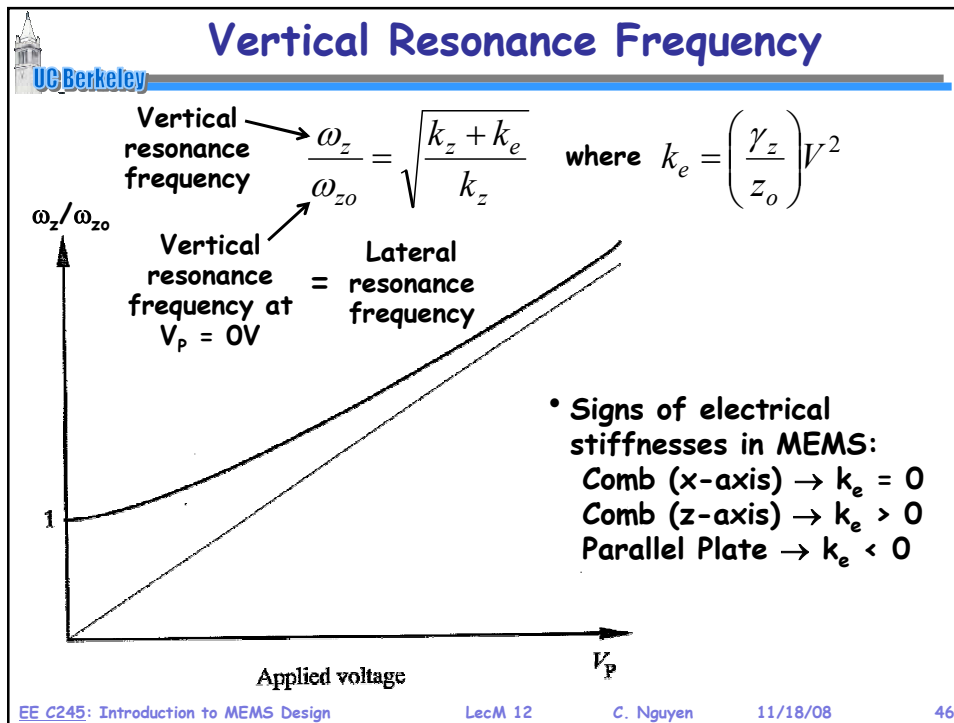 Vertical Resonance Frequency
UC Berkeley
Vertical
resonance
frequency
ω_z/ω_zo = √((k_z + k_e)/k_z) where k_e = (γ_z/z_o)V²
ω_z/ω_zo
Vertical
resonance
frequency at
V_P = 0V
=
Lateral
resonance
frequency
• Signs of electrical
stiffnesses in MEMS:
Comb (x-axis) → k_e = 0
Comb (z-axis) → k_e > 0
Parallel Plate → k_e < 0
1
Applied voltage
V_P
EE C245: Introduction to MEMS Design LecM 12 C. Nguyen 11/18/08 46